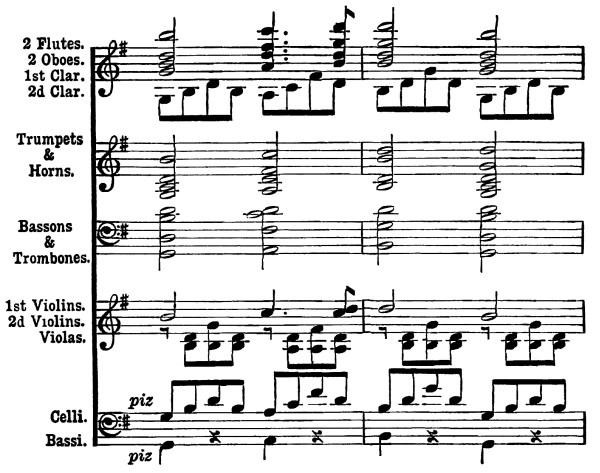 2 Flutes.
2 Oboes.
1st Clar.
2d Clar.
Trumpets
&
Horns.
Bassons
&
Trombones.
1st Violins.
2d Violins.
Violas.
piz
Celli.
Bassi.
piz